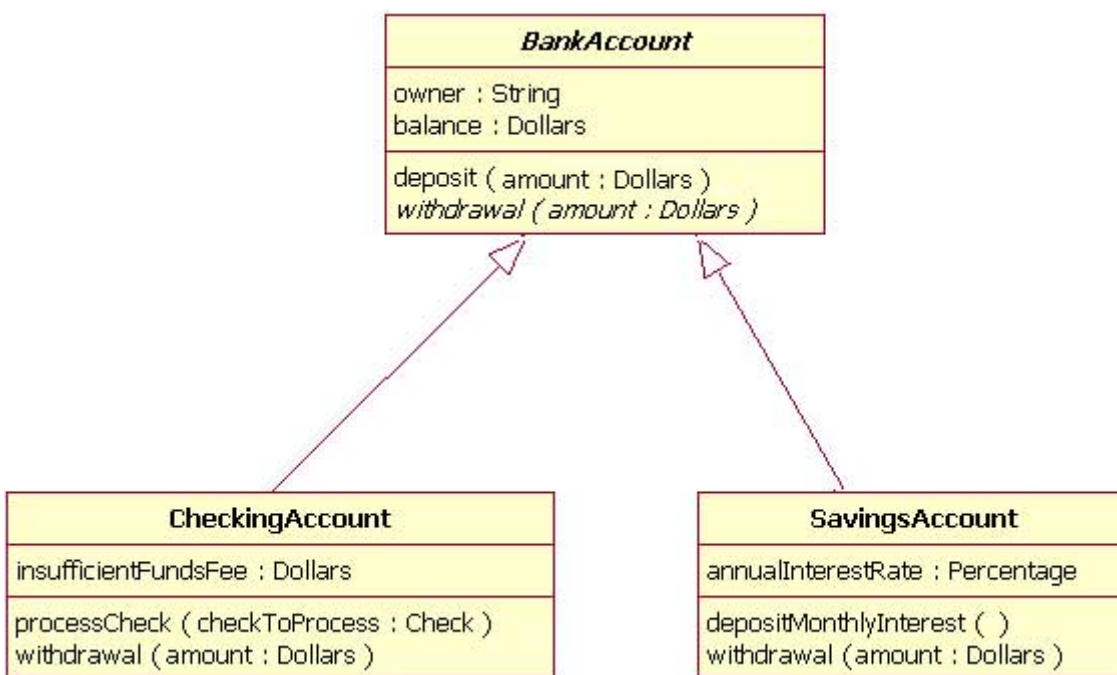 BankAccount
owner : String
balance : Dollars
deposit ( amount : Dollars )
withdrawal ( amount : Dollars )
CheckingAccount
insufficientFundsFee : Dollars
processCheck ( checkToProcess : Check )
withdrawal ( amount : Dollars )
SavingsAccount
annualInterestRate : Percentage
depositMonthlyInterest ( )
withdrawal ( amount : Dollars )